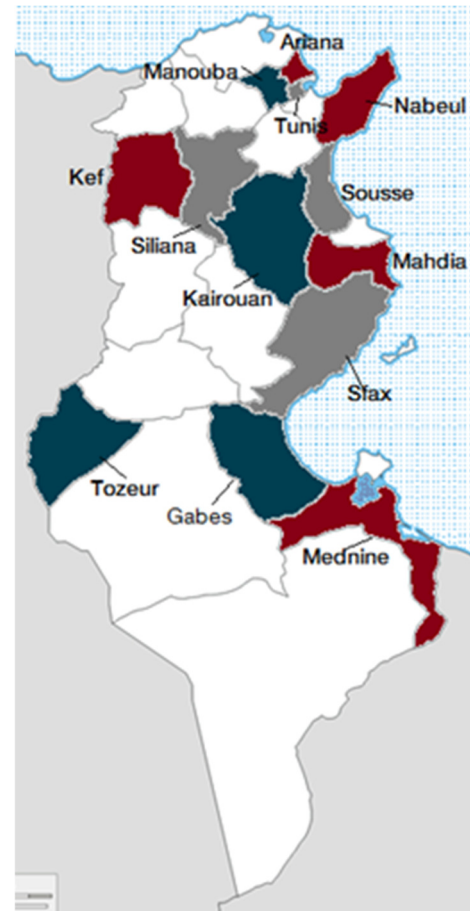 Ariana
Manouba
Nabeul
Tunis
Kef
Sousse
Siliana
Mahdia
Kairouan
Sfax
Tozeur
Gabes
Mednine